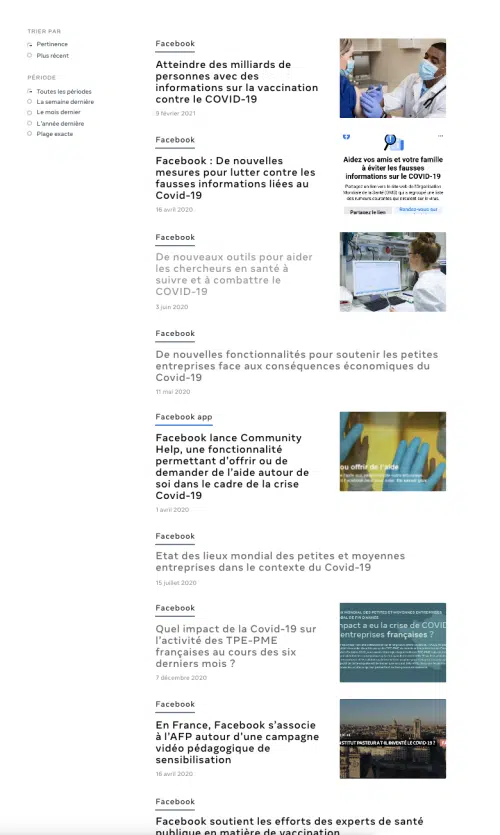 TRIER PAR
Pertinence
Plus récent
PÉRIODE
Toutes les périodes
La semaine dernière
Le mois dernier
L'année dernière
Plage exacte
Facebook
Atteindre des milliards de
personnes avec des
informations sur la vaccination
contre le COVID-19
9 février 2021
Facebook
Facebook : De nouvelles
mesures pour lutter contre les
fausses informations liées au
Covid-19
16 avril 2020
Aidez vos amis et votre famille
à éviter les fausses
informations sur le COVID-19
Partagez un lien vers le site web de l'Organisation
Mondiale de la Santé (OMS) qui a regroupé une liste
des rumeurs courantes qui circulent sur le virus.
Partagez le lien
Rendez-vous sur
Facebook
De nouveaux outils pour aider
les chercheurs en santé à
suivre et à combattre le
COVID-19
3 juin 2020
Facebook
De nouvelles fonctionnalités pour soutenir les petites
entreprises face aux conséquences économiques du
Covid-19
11 mai 2020
Facebook app
Facebook lance Community
Help, une fonctionnalité
permettant d'offrir ou de
demander de l'aide autour de
soi dans le cadre de la crise
Covid-19
1 avril 2020
ou offrir de l'aide
Facebook
Etat des lieux mondial des petites et moyennes
entreprises dans le contexte du Covid-19
15 juillet 2020
Facebook
Quel impact de la Covid-19 sur
l'activité des TPE-PME
françaises au cours des six
derniers mois ?
7 décembre 2020
MONDIAL DES PETITES ET MOYENNES ENTREPRISES
mpact a eu la crise de COVID
entreprises françaises ?
Facebook
En France, Facebook s'associe
à l'AFP autour d'une campagne
vidéo pédagogique de
sensibilisation
16 avril 2020
STITUT PASTEUR A-T-IL INVENTÉ LE COVID-19 ?
Facebook
Facebook soutient les efforts des experts de santé
publique en matière de vaccination